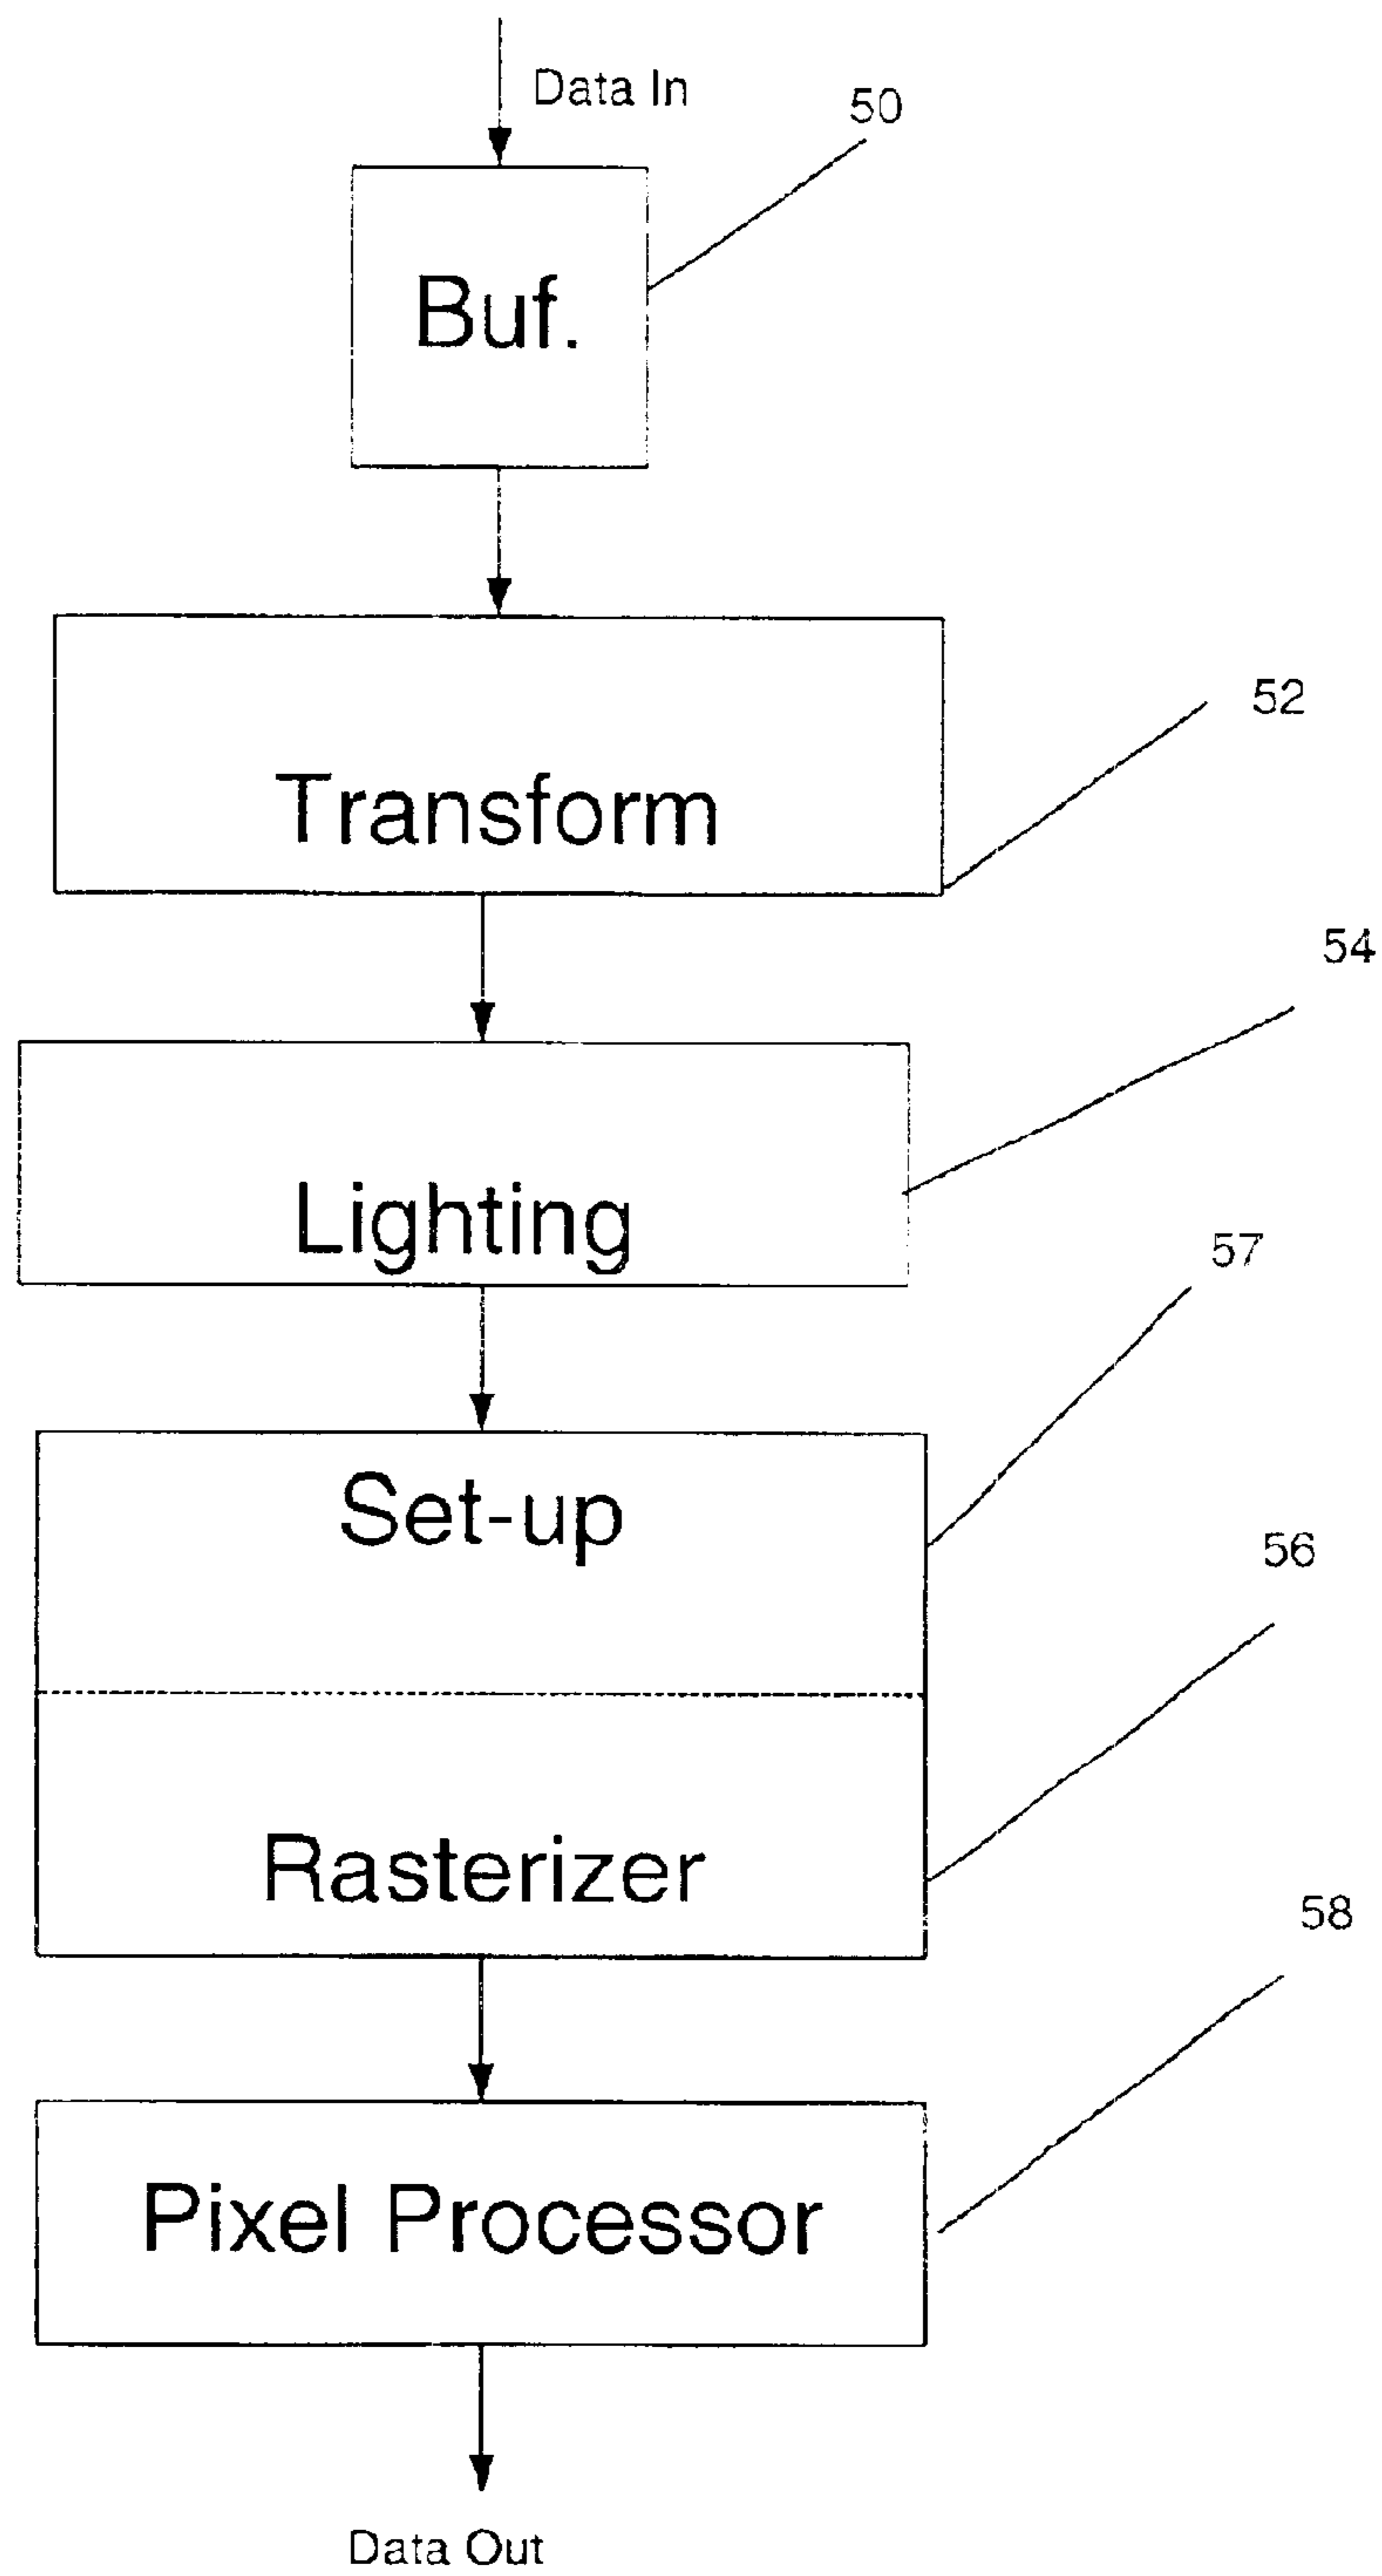 Data In
50
Buf.
52
Transform
54
Lighting
57
Set-up
56
Rasterizer
58
Pixel Processor
Data Out